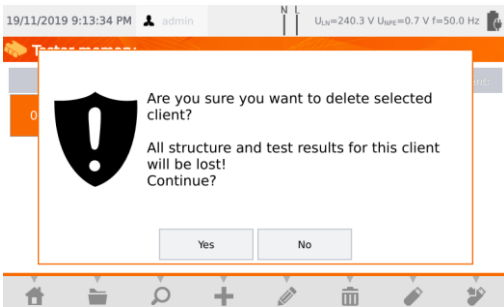 19/11/2019 9:13:34 PM admin N L ULN=240.3 V UNPE=0.7 V f=50.0 Hz
Are you sure you want to delete selected
client?
All structure and test results for this client
will be lost!
Continue?
Yes No